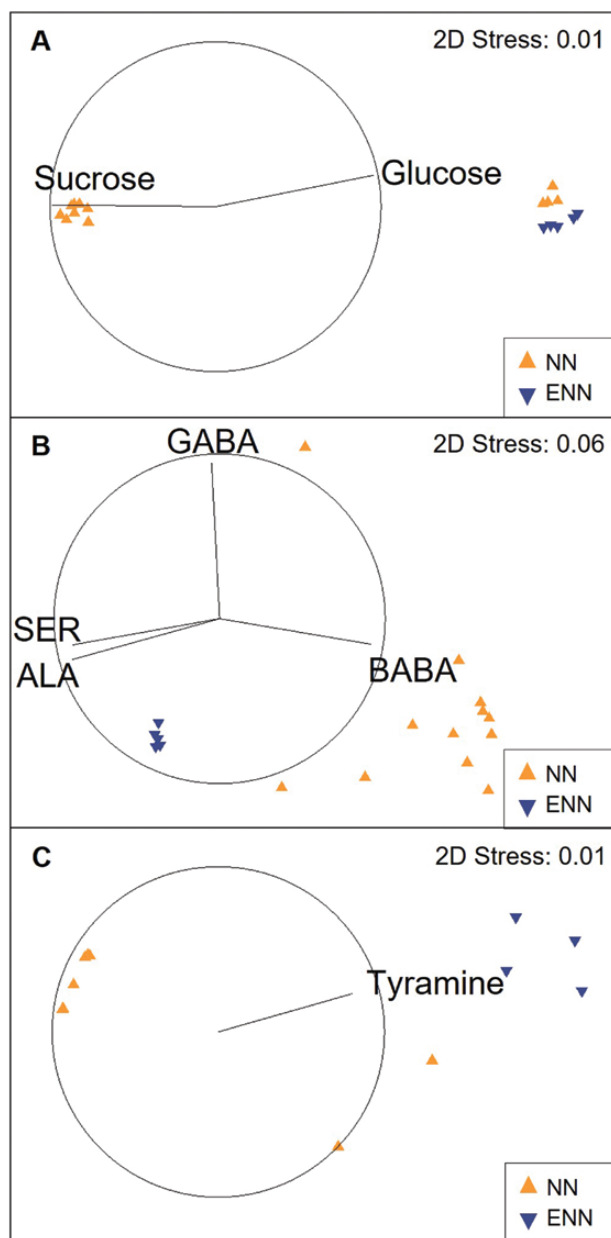 A
2D Stress: 0.01
Sucrose
Glucose
NN
ENN
B
2D Stress: 0.06
GABA
SER
ALA
BABA
NN
ENN
C
2D Stress: 0.01
Tyramine
NN
ENN